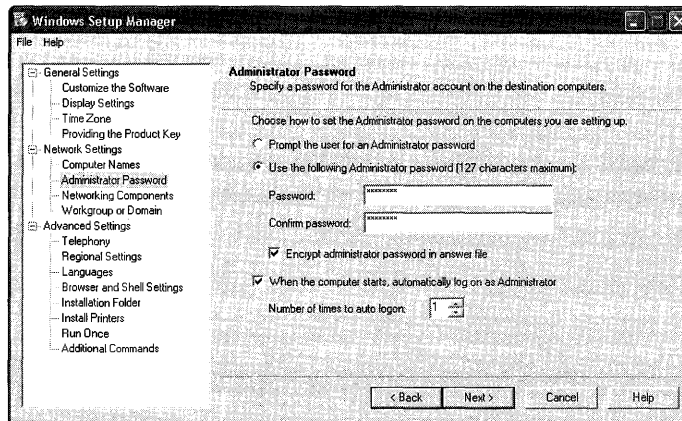 Windows Setup Manager
File Help
General Settings
Customize the Software
Display Settings
Time Zone
Providing the Product Key
Network Settings
Computer Names
Administrator Password
Networking Components
Workgroup or Domain
Advanced Settings
Telephony
Regional Settings
Languages
Browser and Shell Settings
Installation Folder
Install Printers
Run Once
Additional Commands
Administrator Password
Specify a password for the Administrator account on the destination computers.
Choose how to set the Administrator password on the computers you are setting up.
Prompt the user for an Administrator password
Use the following Administrator password (127 characters maximum):
Password: xxxxxxxx
Confirm password: xxxxxxxx
Encrypt administrator password in answer file
When the computer starts, automatically log on as Administrator
Number of times to auto logon: 1
< Back Next > Cancel Help